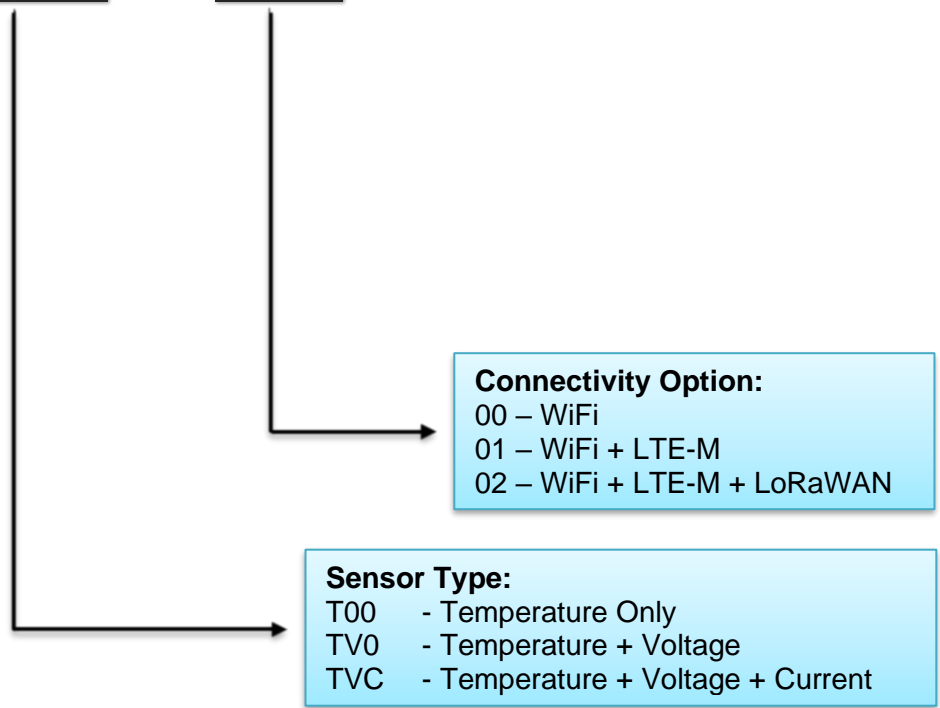 Connectivity Option:
00 – WiFi
01 – WiFi + LTE-M
02 – WiFi + LTE-M + LoRaWAN
Sensor Type:
T00 - Temperature Only
TV0 - Temperature + Voltage
TVC - Temperature + Voltage + Current